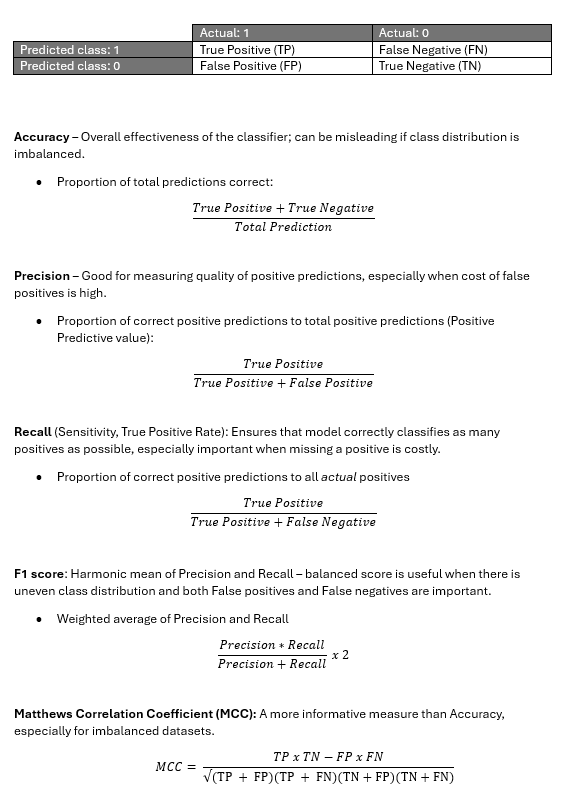 Actual: 1 Actual: 0
Predicted class: 1 True Positive (TP) False Negative (FN)
Predicted class: 0 False Positive (FP) True Negative (TN)
Accuracy – Overall effectiveness of the classifier; can be misleading if class distribution is
imbalanced.
• Proportion of total predictions correct:
True Positive + True Negative
Total Prediction
Precision – Good for measuring quality of positive predictions, especially when cost of false
positives is high.
• Proportion of correct positive predictions to total positive predictions (Positive
Predictive value):
True Positive
True Positive + False Positive
Recall (Sensitivity, True Positive Rate): Ensures that model correctly classifies as many
positives as possible, especially important when missing a positive is costly.
• Proportion of correct positive predictions to all actual positives
True Positive
True Positive + False Negative
F1 score: Harmonic mean of Precision and Recall – balanced score is useful when there is
uneven class distribution and both False positives and False negatives are important.
• Weighted average of Precision and Recall
Precision * Recall
Precision + Recall x 2
Matthews Correlation Coefficient (MCC): A more informative measure than Accuracy,
especially for imbalanced datasets.
MCC = TP x TN − FP x FN
√(TP + FP)(TP + FN)(TN + FP)(TN + FN)